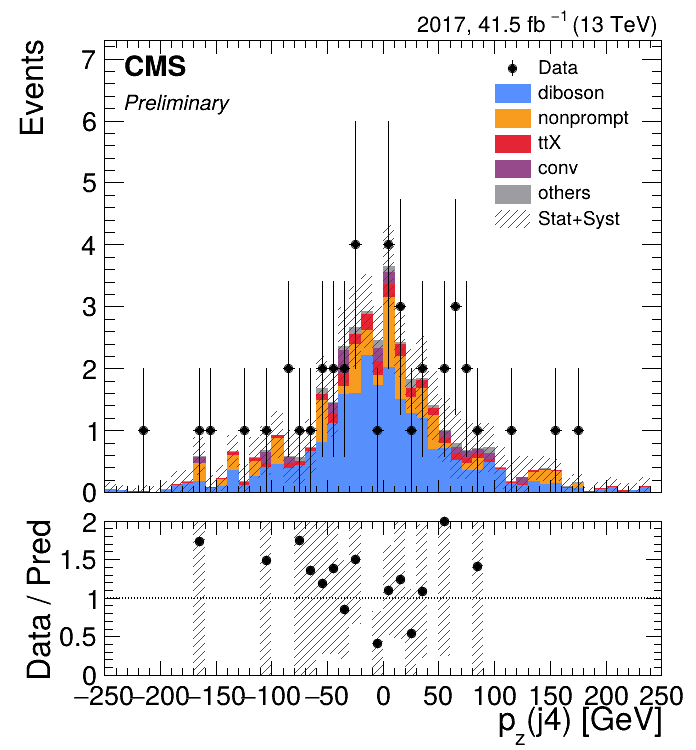 2017, 41.5 fb⁻¹ (13 TeV)
Events
7
6
5
4
3
2
1
0
CMS
Preliminary
Data
diboson
nonprompt
ttX
conv
others
Stat+Syst
Data / Pred
2
1.5
1
0.5
0
−250 −200 −150 −100 −50 0 50 100 150 200 250
p_z(j4) [GeV]